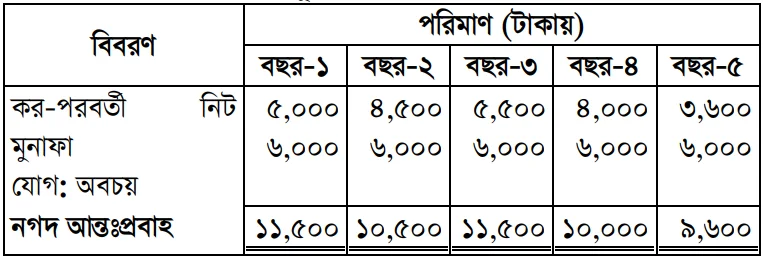 বিবরণ পরিমাণ (টাকায়)
বছর-১ বছর-২ বছর-৩ বছর-৪ বছর-৫
কর-পরবর্তী নিট ৫,০০০ ৪,৫০০ ৫,৫০০ ৪,০০০ ৩,৬০০
মুনাফা ৬,০০০ ৬,০০০ ৬,০০০ ৬,০০০ ৬,০০০
যোগ: অবচয়
নগদ আন্তঃপ্রবাহ ১১,৫০০ ১০,৫০০ ১১,৫০০ ১০,০০০ ৯,৬০০